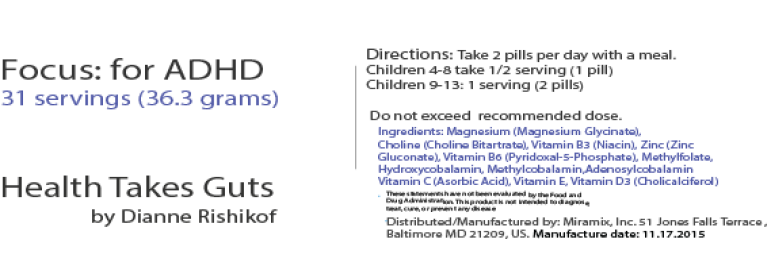 Focus: for ADHD
31 servings (36.3 grams)
Health Takes Guts
by Dianne Rishikof
Directions: Take 2 pills per day with a meal.
Children 4-8 take 1/2 serving (1 pill)
Children 9-13: 1 serving (2 pills)
Do not exceed recommended dose.
Ingredients: Magnesium (Magnesium Glycinate),
Choline (Choline Bitartrate), Vitamin B3 (Niacin), Zinc (Zinc
Gluconate), Vitamin B6 (Pyridoxal-5-Phosphate), Methylfolate,
Hydroxycobalamin, Methylcobalamin,Adenosylcobalamin
Vitamin C (Asorbic Acid), Vitamin E, Vitamin D3 (Cholicalciferol)
These statements have not been evaluated by the Food and
Drug Administration. This product is not intended to diagnose,
treat, cure, or prevent any disease
Distributed/Manufactured by: Miramix, Inc. 51 Jones Falls Terrace,
Baltimore MD 21209, US. Manufacture date: 11.17.2015